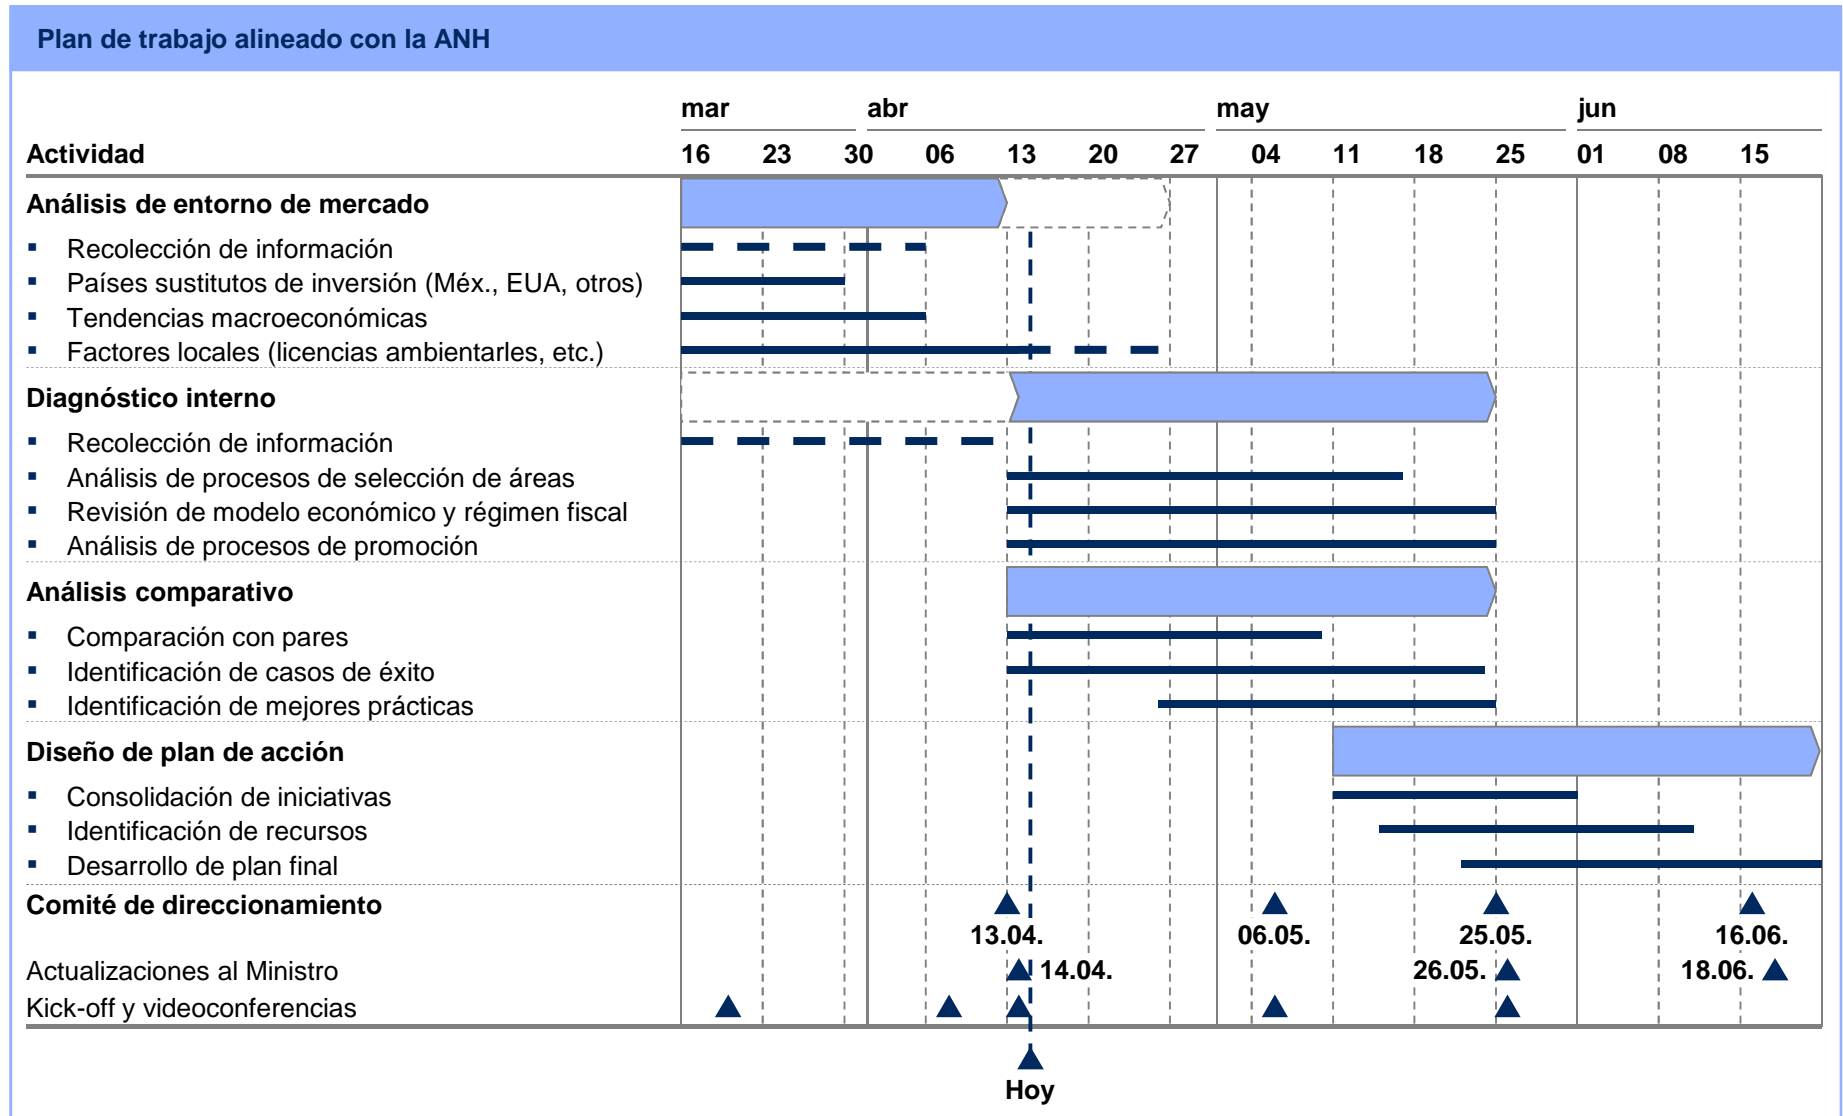 Plan de trabajo alineado con la ANH
mar abr may jun
Actividad 16 23 30 06 13 20 27 04 11 18 25 01 08 15
Análisis de entorno de mercado
▪ Recolección de información
▪ Países sustitutos de inversión (Méx., EUA, otros)
▪ Tendencias macroeconómicas
▪ Factores locales (licencias ambientarles, etc.)
Diagnóstico interno
▪ Recolección de información
▪ Análisis de procesos de selección de áreas
▪ Revisión de modelo económico y régimen fiscal
▪ Análisis de procesos de promoción
Análisis comparativo
▪ Comparación con pares
▪ Identificación de casos de éxito
▪ Identificación de mejores prácticas
Diseño de plan de acción
▪ Consolidación de iniciativas
▪ Identificación de recursos
▪ Desarrollo de plan final
Comité de direccionamiento
13.04. 06.05. 25.05. 16.06.
Actualizaciones al Ministro 14.04. 26.05. 18.06.
Kick-off y videoconferencias
Hoy